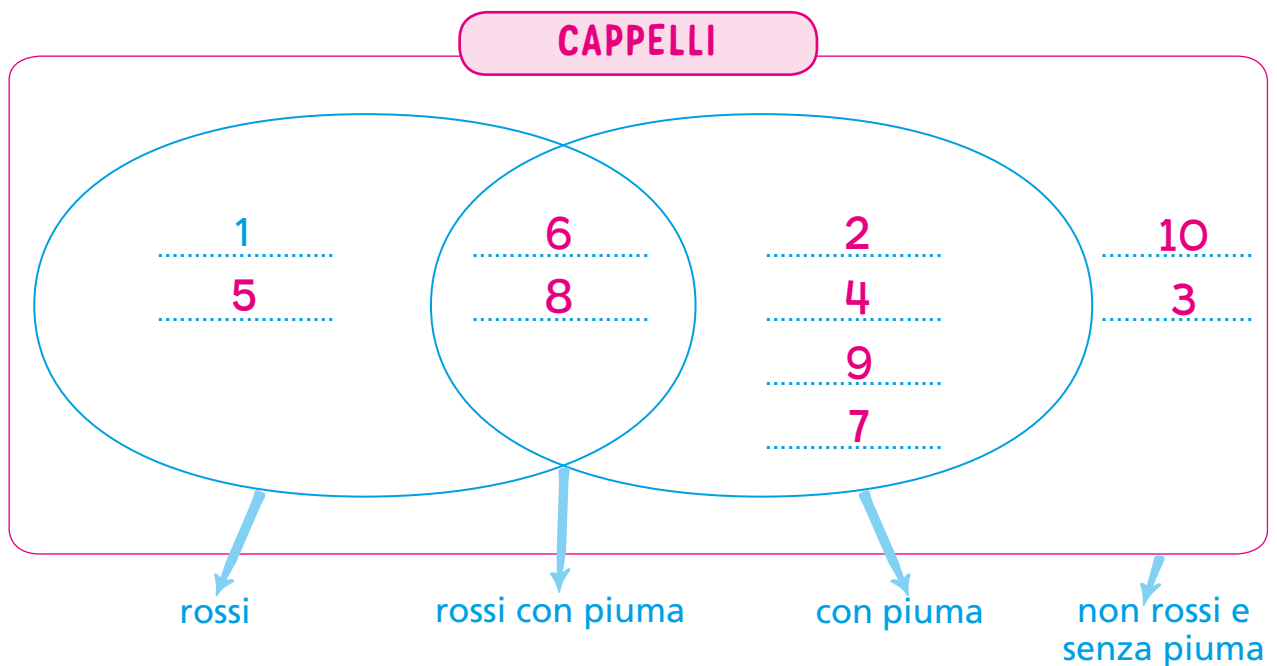 CAPPELLI
1 6 2 10
5 8 4 3
9
7
rossi
rossi con piuma
con piuma
non rossi e
senza piuma